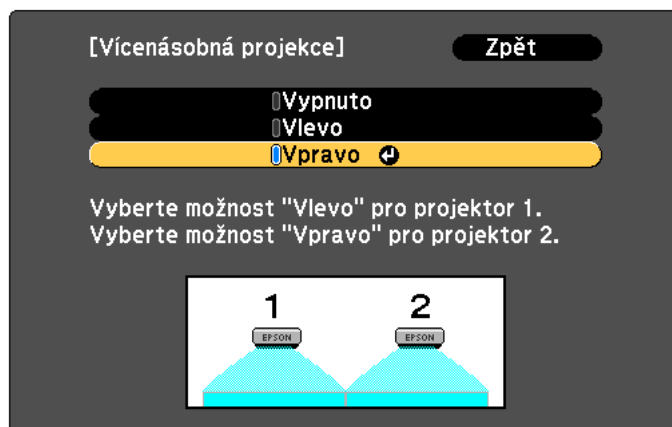 [Vícenásobná projekce] Zpět
Vypnuto
Vlevo
Vpravo
Vyberte možnost "Vlevo" pro projektor 1.
Vyberte možnost "Vpravo" pro projektor 2.
1 2
EPSON EPSON